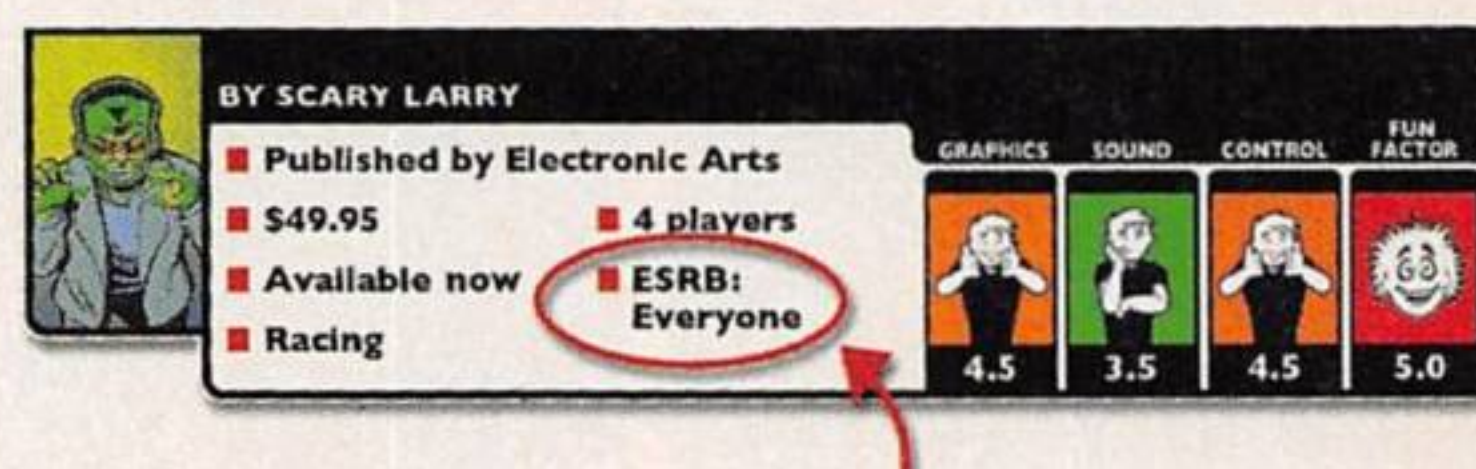 BY SCARY LARRY
Published by Electronic Arts
$49.95
4 players
Available now
ESRB:
Everyone
Racing
GRAPHICS
SOUND
CONTROL
FUN
FACTOR
4.5
3.5
4.5
5.0